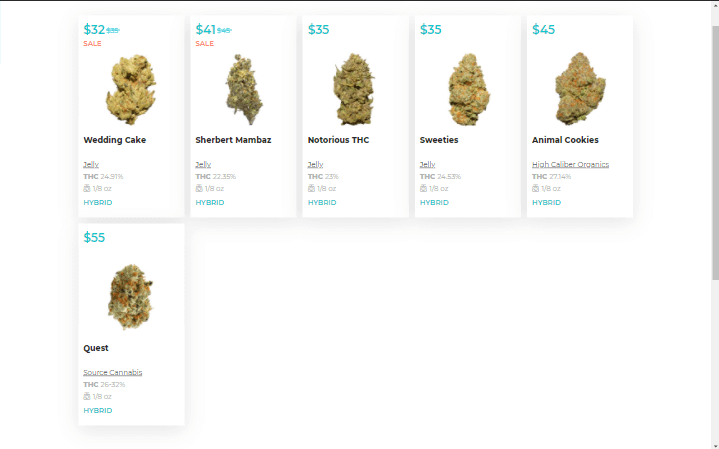 $32 $35
SALE
Wedding Cake
Jelly
THC 24.91%
1/8 oz
HYBRID
$41 $45
SALE
Sherbert Mambaz
Jelly
THC 22.35%
1/8 oz
HYBRID
$35
Notorious THC
Jelly
THC 23%
1/8 oz
HYBRID
$35
Sweeties
Jelly
THC 24.53%
1/8 oz
HYBRID
$45
Animal Cookies
High Caliber Organics
THC 27.14%
1/8 oz
HYBRID
$55
Quest
Source Cannabis
THC 26-32%
1/8 oz
HYBRID